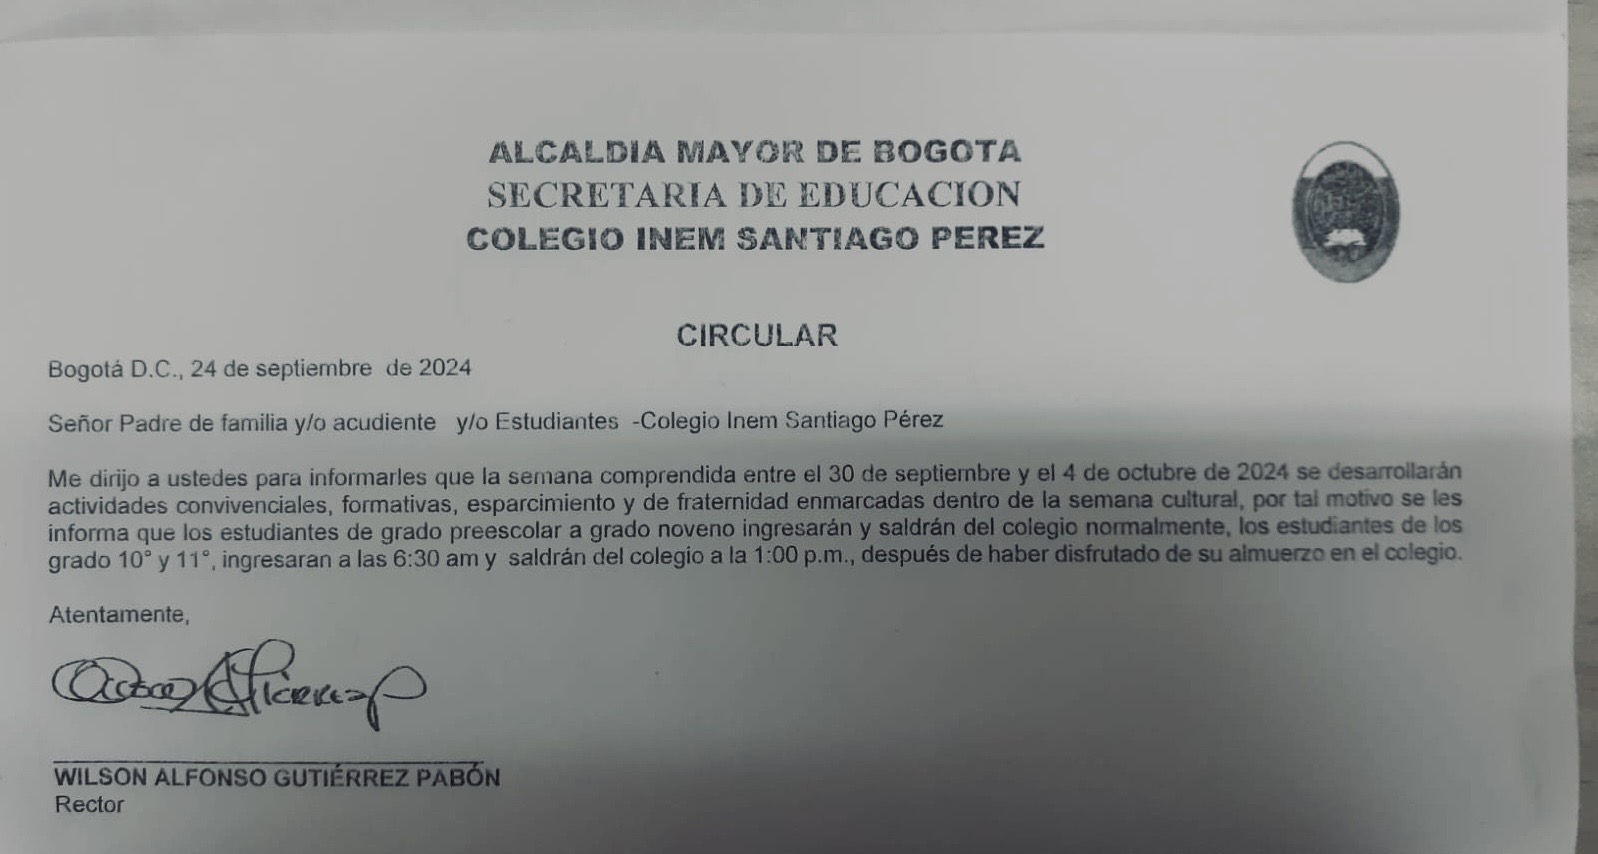 ALCALDIA MAYOR DE BOGOTA
SECRETARIA DE EDUCACION
COLEGIO INEM SANTIAGO PEREZ
CIRCULAR
Bogotá D.C., 24 de septiembre de 2024
Señor Padre de familia y/o acudiente y/o Estudiantes -Colegio Inem Santiago Pérez
Me dirijo a ustedes para informarles que la semana comprendida entre el 30 de septiembre y el 4 de octubre de 2024 se desarrollarán
actividades convivenciales, formativas, esparcimiento y de fraternidad enmarcadas dentro de la semana cultural, por tal motivo se les
informa que los estudiantes de grado preescolar a grado noveno ingresarán y saldrán del colegio normalmente, los estudiantes de los
grado 10° y 11°, ingresaran a las 6:30 am y saldrán del colegio a la 1:00 p.m., después de haber disfrutado de su almuerzo en el colegio.
Atentamente,
WILSON ALFONSO GUTIÉRREZ PABÓN
Rector